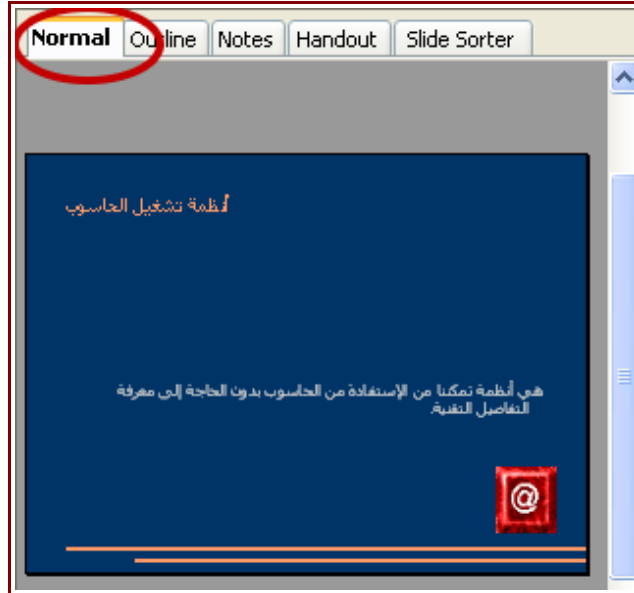 Normal Outline Notes Handout Slide Sorter
أنظمة تشغيل الحاسوب
هي أنظمة تمكننا من الإستفادة من الحاسوب بدون الحاجة إلى معرفة
التفاصيل التقنية.
@